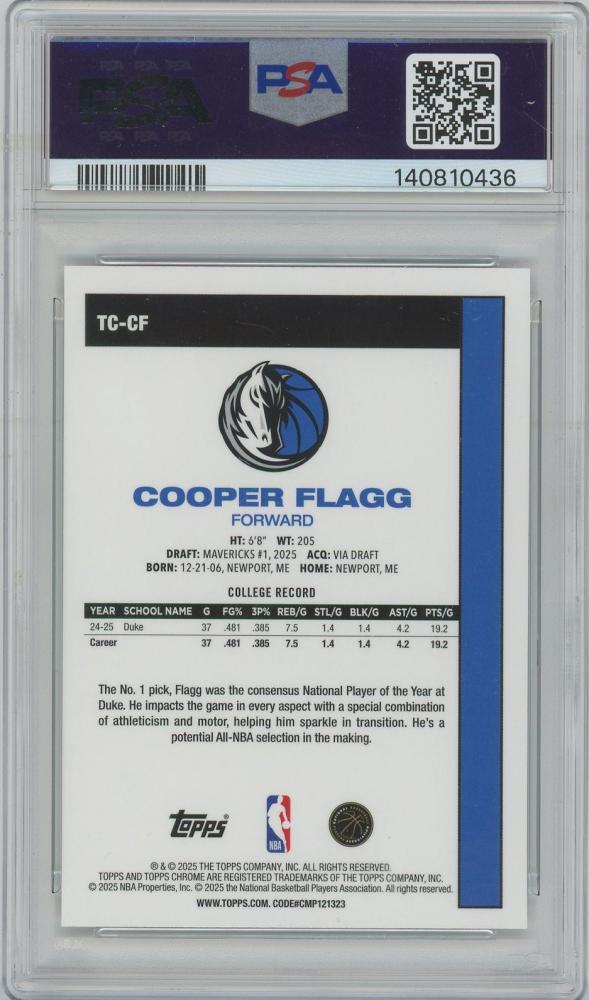 PSA PSA PSA
PSA
PSA PSA PSA
PSA
140810436
TC-CF
COOPER FLAGG
FORWARD
HT: 6'8" WT: 205
DRAFT: MAVERICKS #1, 2025 ACQ: VIA DRAFT
BORN: 12-21-06, NEWPORT, ME HOME: NEWPORT, ME
COLLEGE RECORD
YEAR SCHOOL NAME G FG% 3P% REB/G STL/G BLK/G AST/G PTS/G
24-25 Duke 37 .481 .385 7.5 1.4 1.4 4.2 19.2
Career 37 .481 .385 7.5 1.4 1.4 4.2 19.2
The No. 1 pick, Flagg was the consensus National Player of the Year at
Duke. He impacts the game in every aspect with a special combination
of athleticism and motor, helping him sparkle in transition. He's a
potential All-NBA selection in the making.
Topps®
NBA
® & © 2025 THE TOPPS COMPANY, INC. ALL RIGHTS RESERVED.
TOPPS AND TOPPS CHROME ARE REGISTERED TRADEMARKS OF THE TOPPS COMPANY, INC.
© 2025 NBA Properties, Inc. © 2025 the National Basketball Players Association. All rights reserved.
WWW.TOPPS.COM. CODE#CMP121323